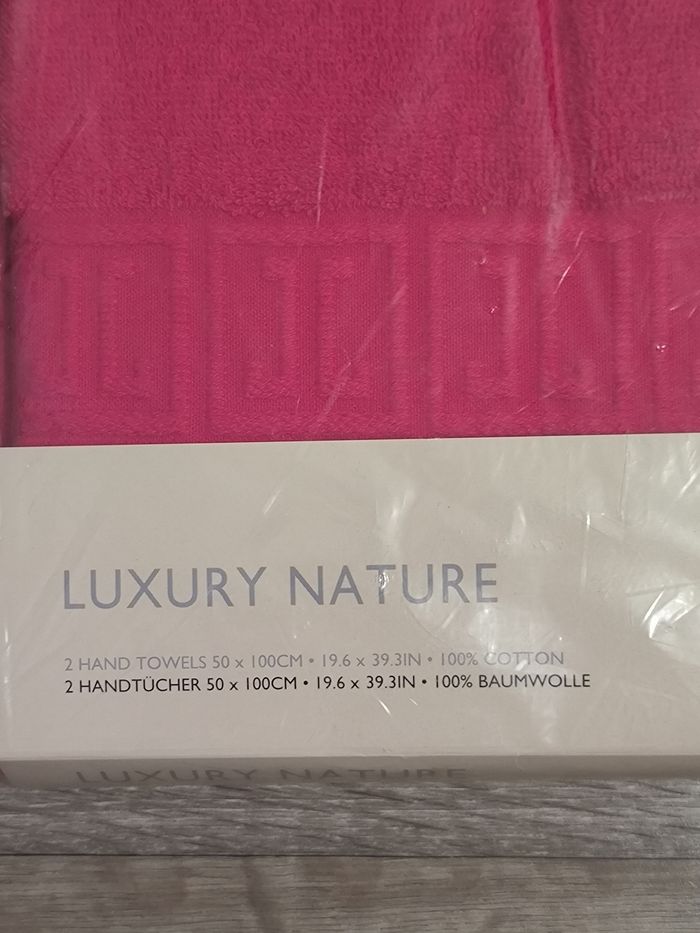 LUXURY NATURE
2 HAND TOWELS 50 x 100CM • 19.6 x 39.3IN • 100% COTTON
2 HANDTÜCHER 50 x 100CM • 19.6 x 39.3IN • 100% BAUMWOLLE
LUXURY NATURE